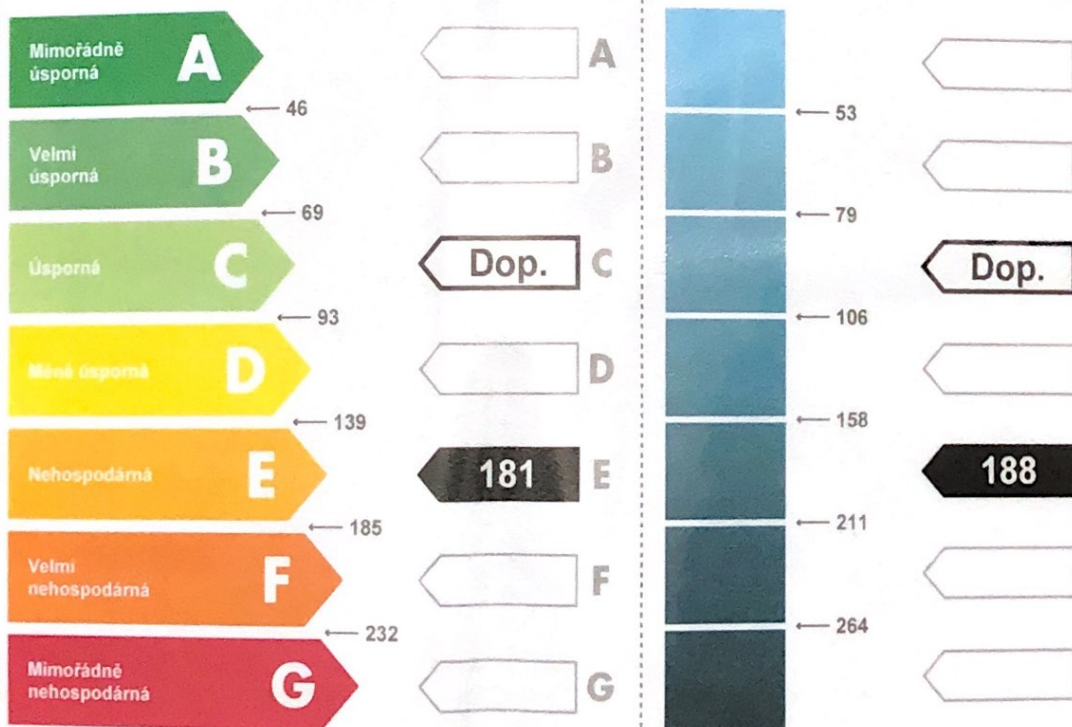 Mimořádně
úsporná
A
A
46
53
Velmi
úsporná
B
B
69
79
Úsporná
C
Dop.
C
Dop.
93
106
Méně úsporná
D
D
139
158
Nehospodárná
E
181
E
188
185
211
Velmi
nehospodárná
F
F
232
264
Mimořádně
nehospodárná
G
G